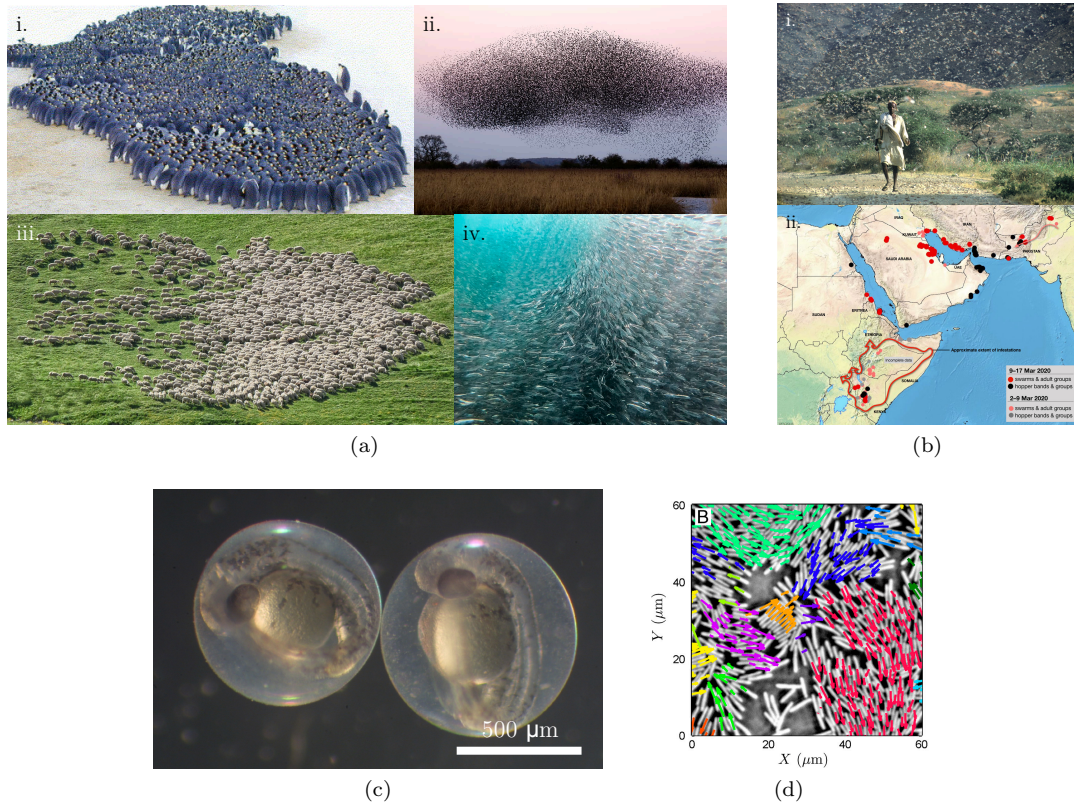 i.
ii.
iii.
iv.
(a)
i.
ii.
IRAQ
IRAN
KUWAIT
PAKISTAN
SAUDI ARABIA
UAE
SUDAN
ERITREA
ETHIOPIA
Approximate extent of infestations
incomplete data
SOMALIA
KENYA
9–17 Mar 2020
swarms & adult groups
hopper bands & groups
2–9 Mar 2020
swarms & adult groups
hopper bands & groups
(b)
500 µm
(c)
B
60
40
20
0
Y (µm)
0
20
40
60
X (µm)
(d)